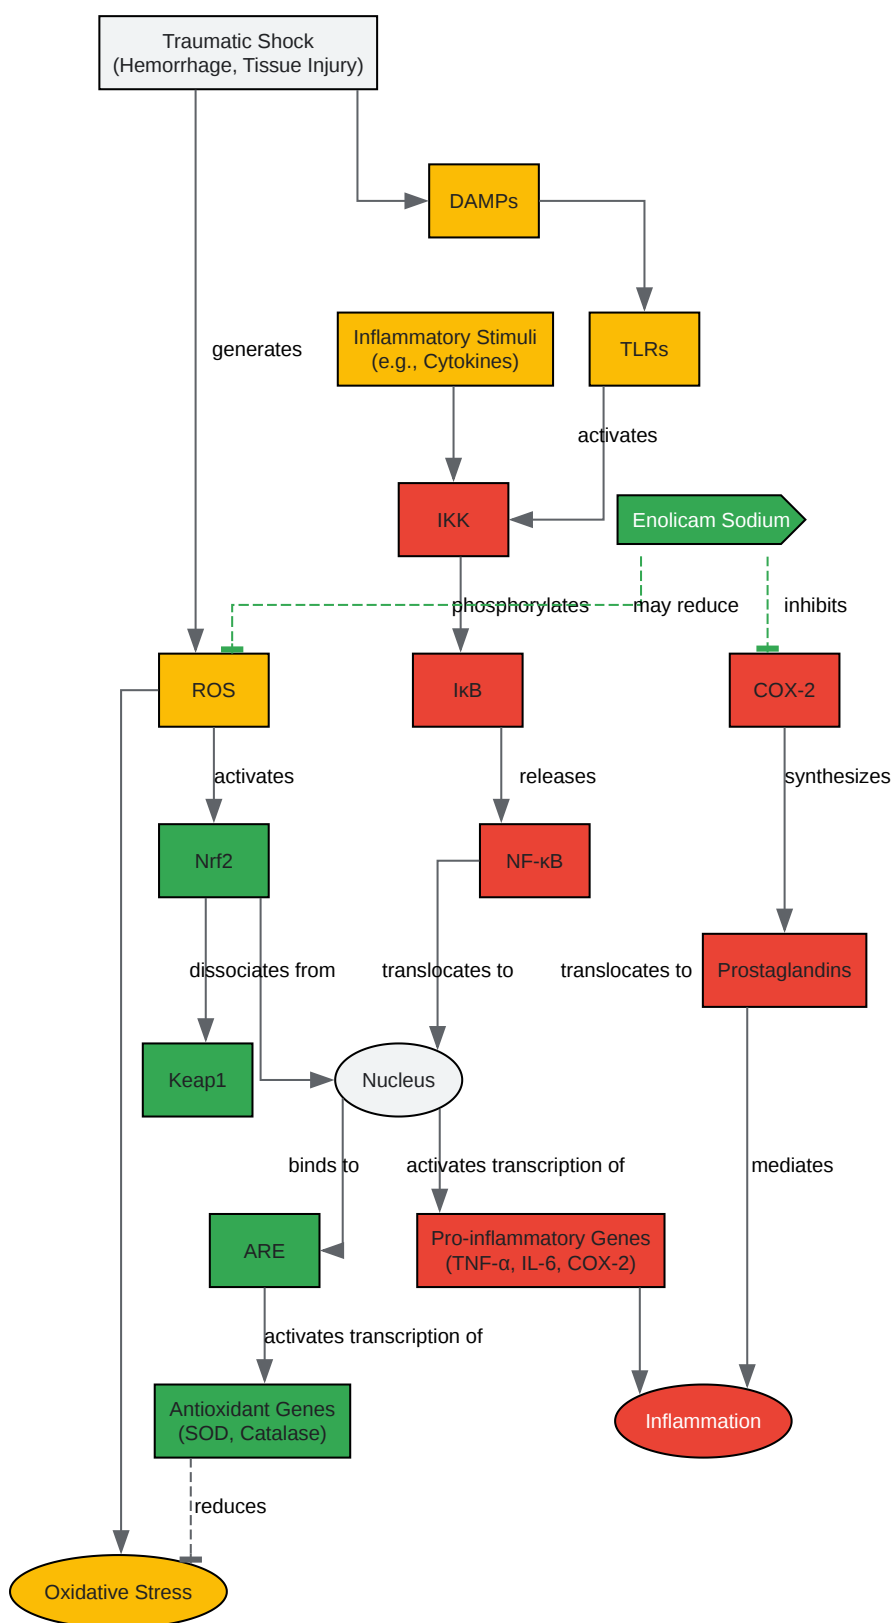 Traumatic Shock
(Hemorrhage, Tissue Injury)
DAMPs
generates
Inflammatory Stimuli
(e.g., Cytokines)
TLRs
activates
IKK
Enolicam Sodium
phosphorylates
may reduce
inhibits
ROS
IκB
COX-2
activates
releases
synthesizes
Nrf2
NF-κB
dissociates from
translocates to
translocates to
Prostaglandins
Keap1
Nucleus
binds to
activates transcription of
mediates
ARE
Pro-inflammatory Genes
(TNF-α, IL-6, COX-2)
activates transcription of
Antioxidant Genes
(SOD, Catalase)
Inflammation
reduces
Oxidative Stress